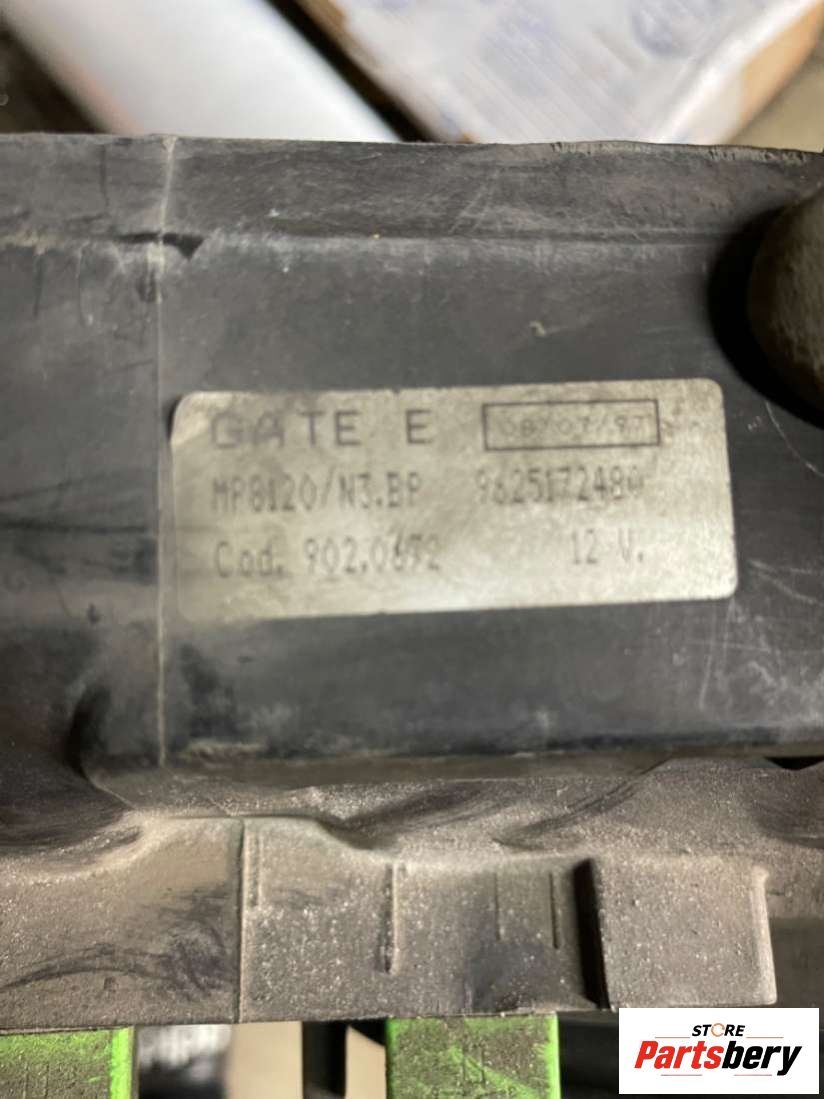 GATE E 08/07/97
MP8120/N3.BP 9625172480
Cod. 902.0672 12 V.
STORE
Partsbery